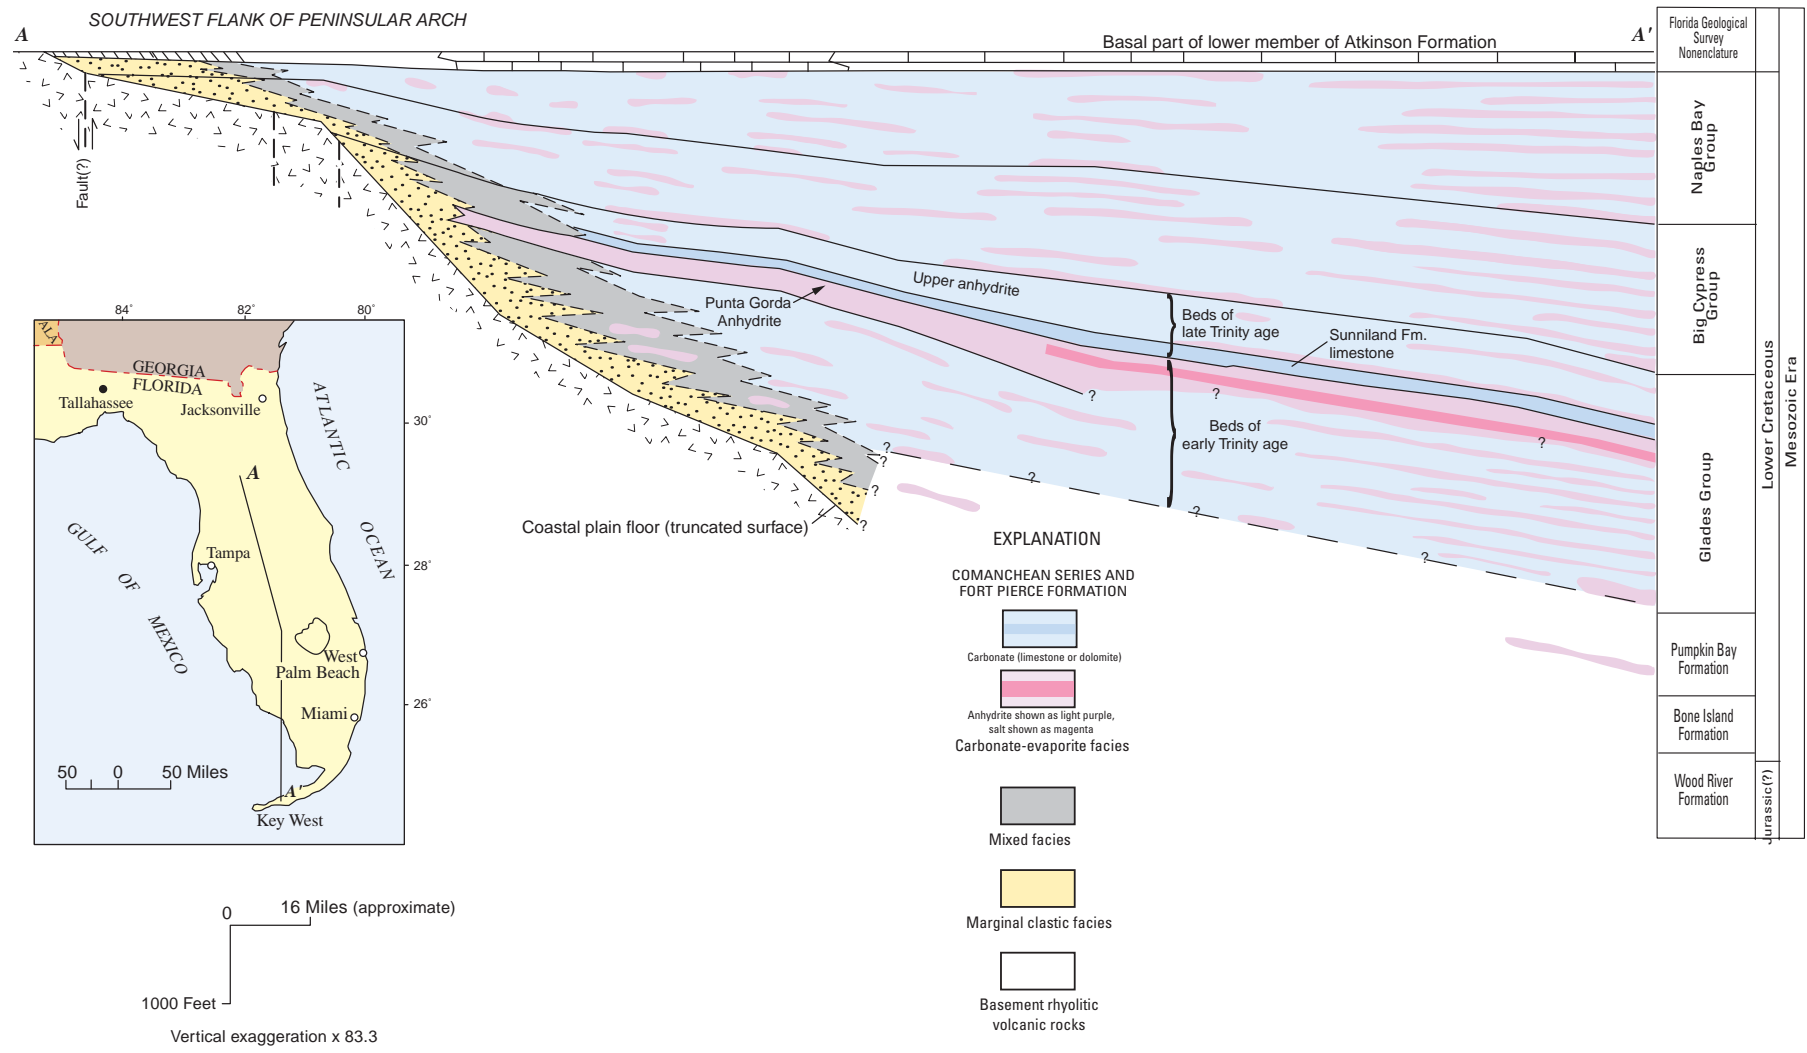 SOUTHWEST FLANK OF PENINSULAR ARCH
A
Basal part of lower member of Atkinson Formation
A'
Florida Geological
Survey
Nonenclature
Fault(?)
Naples Bay
Group
Big Cypress
Group
Glades Group
Pumpkin Bay
Formation
Bone Island
Formation
Wood River
Formation
Lower Cretaceous
Jurassic(?)
Mesozoic Era
Upper anhydrite
Punta Gorda
Anhydrite
Beds of
late Trinity age
Sunniland Fm.
limestone
Beds of
early Trinity age
?
?
?
?
?
?
?
?
?
?
?
Coastal plain floor (truncated surface)
84°
82°
80°
ALA
GEORGIA
FLORIDA
Tallahassee
Jacksonville
ATLANTIC
OCEAN
30°
A
GULF
OF
MEXICO
Tampa
28°
West
Palm Beach
Miami
26°
50
0
50 Miles
A'
Key West
0
16 Miles (approximate)
1000 Feet
Vertical exaggeration x 83.3
EXPLANATION
COMANCHEAN SERIES AND
FORT PIERCE FORMATION
Carbonate (limestone or dolomite)
Anhydrite shown as light purple,
salt shown as magenta
Carbonate-evaporite facies
Mixed facies
Marginal clastic facies
Basement rhyolitic
volcanic rocks